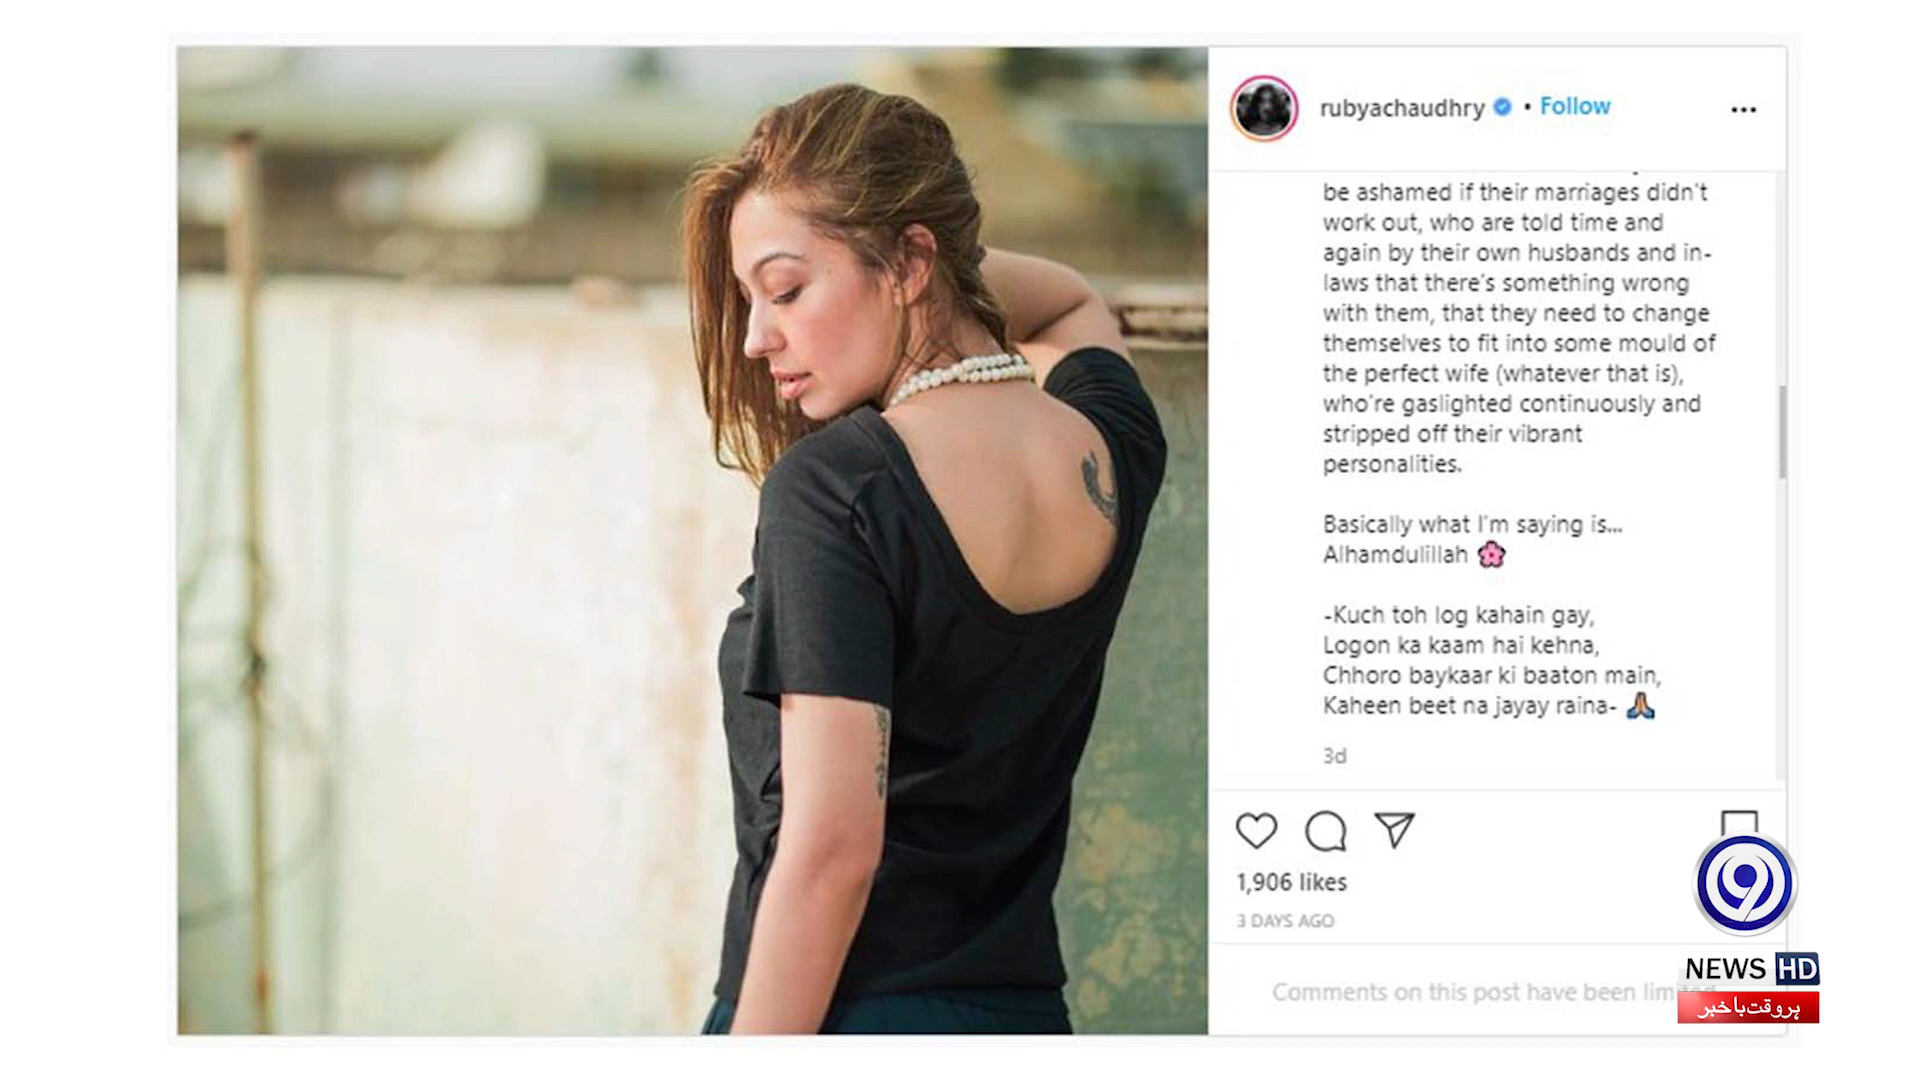 rubyachaudhry • Follow
be ashamed if their marriages didn't
work out, who are told time and
again by their own husbands and in-
laws that there's something wrong
with them, that they need to change
themselves to fit into some mould of
the perfect wife (whatever that is),
who're gaslighted continuously and
stripped off their vibrant
personalities.
Basically what I'm saying is...
Alhamdulillah 🌸
-Kuch toh log kahain gay,
Logon ka kaam hai kehna,
Chhoro baykaar ki baaton main,
Kaheen beet na jayay raina- 🙏🏽
3d
1,906 likes
3 DAYS AGO
Comments on this post have been
9
NEWS HD
ہر وقت باخبر